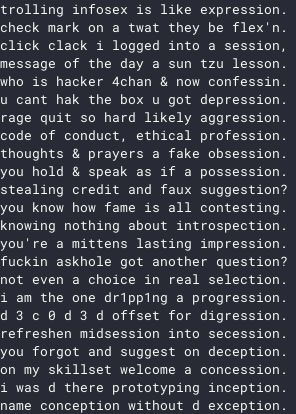 trolling infosex is like expression.
check mark on a twat they be flex'n.
click clack i logged into a session,
message of the day a sun tzu lesson.
who is hacker 4chan & now confessin.
u cant hak the box u got depression.
rage quit so hard likely aggression.
code of conduct, ethical profession.
thoughts & prayers a fake obsession.
you hold & speak as if a possession.
stealing credit and faux suggestion?
you know how fame is all contesting.
knowing nothing about introspection.
you're a mittens lasting impression.
fuckin askhole got another question?
not even a choice in real selection.
i am the one dr1pp1ng a progression.
d 3 c 0 d 3 d offset for digression.
refreshen midsession into secession.
you forgot and suggest on deception.
on my skillset welcome a concession.
i was d there prototyping inception.
name conception without d exception.